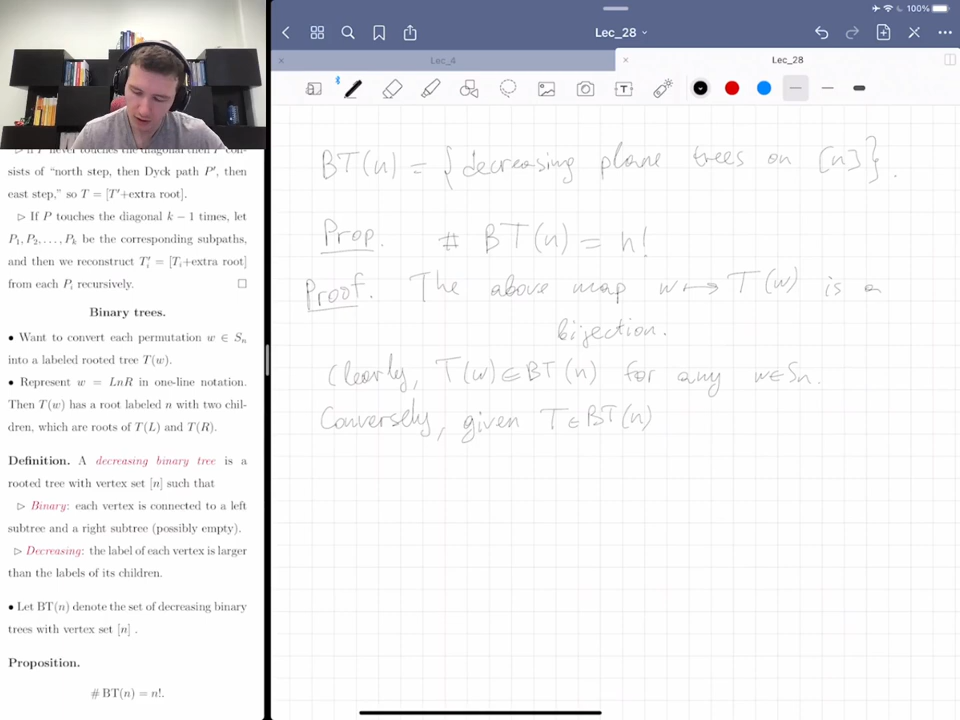 100%
Lec_28
Lec_4
Lec_28
sists of “north step, then Dyck path P′, then
east step,” so T = [T′+extra root].
▷ If P touches the diagonal k − 1 times, let
P₁, P₂, . . . , Pₖ be the corresponding subpaths,
and then we reconstruct T′ᵢ = [Tᵢ+extra root]
from each Pᵢ recursively. □
Binary trees.
• Want to convert each permutation w ∈ Sₙ
into a labeled rooted tree T(w).
• Represent w = LnR in one-line notation.
Then T(w) has a root labeled n with two chil-
dren, which are roots of T(L) and T(R).
Definition. A decreasing binary tree is a
rooted tree with vertex set [n] such that
▷ Binary: each vertex is connected to a left
subtree and a right subtree (possibly empty).
▷ Decreasing: the label of each vertex is larger
than the labels of its children.
• Let BT(n) denote the set of decreasing binary
trees with vertex set [n] .
Proposition.
# BT(n) = n!.
BT(n) = { decreasing plane trees on [n] } .
Prop. # BT(n) = n!
Proof. The above map w ↦ T(w) is a
bijection.
Clearly, T(w) ∈ BT(n) for any w ∈ Sn.
Conversely, given T ∈ BT(n)